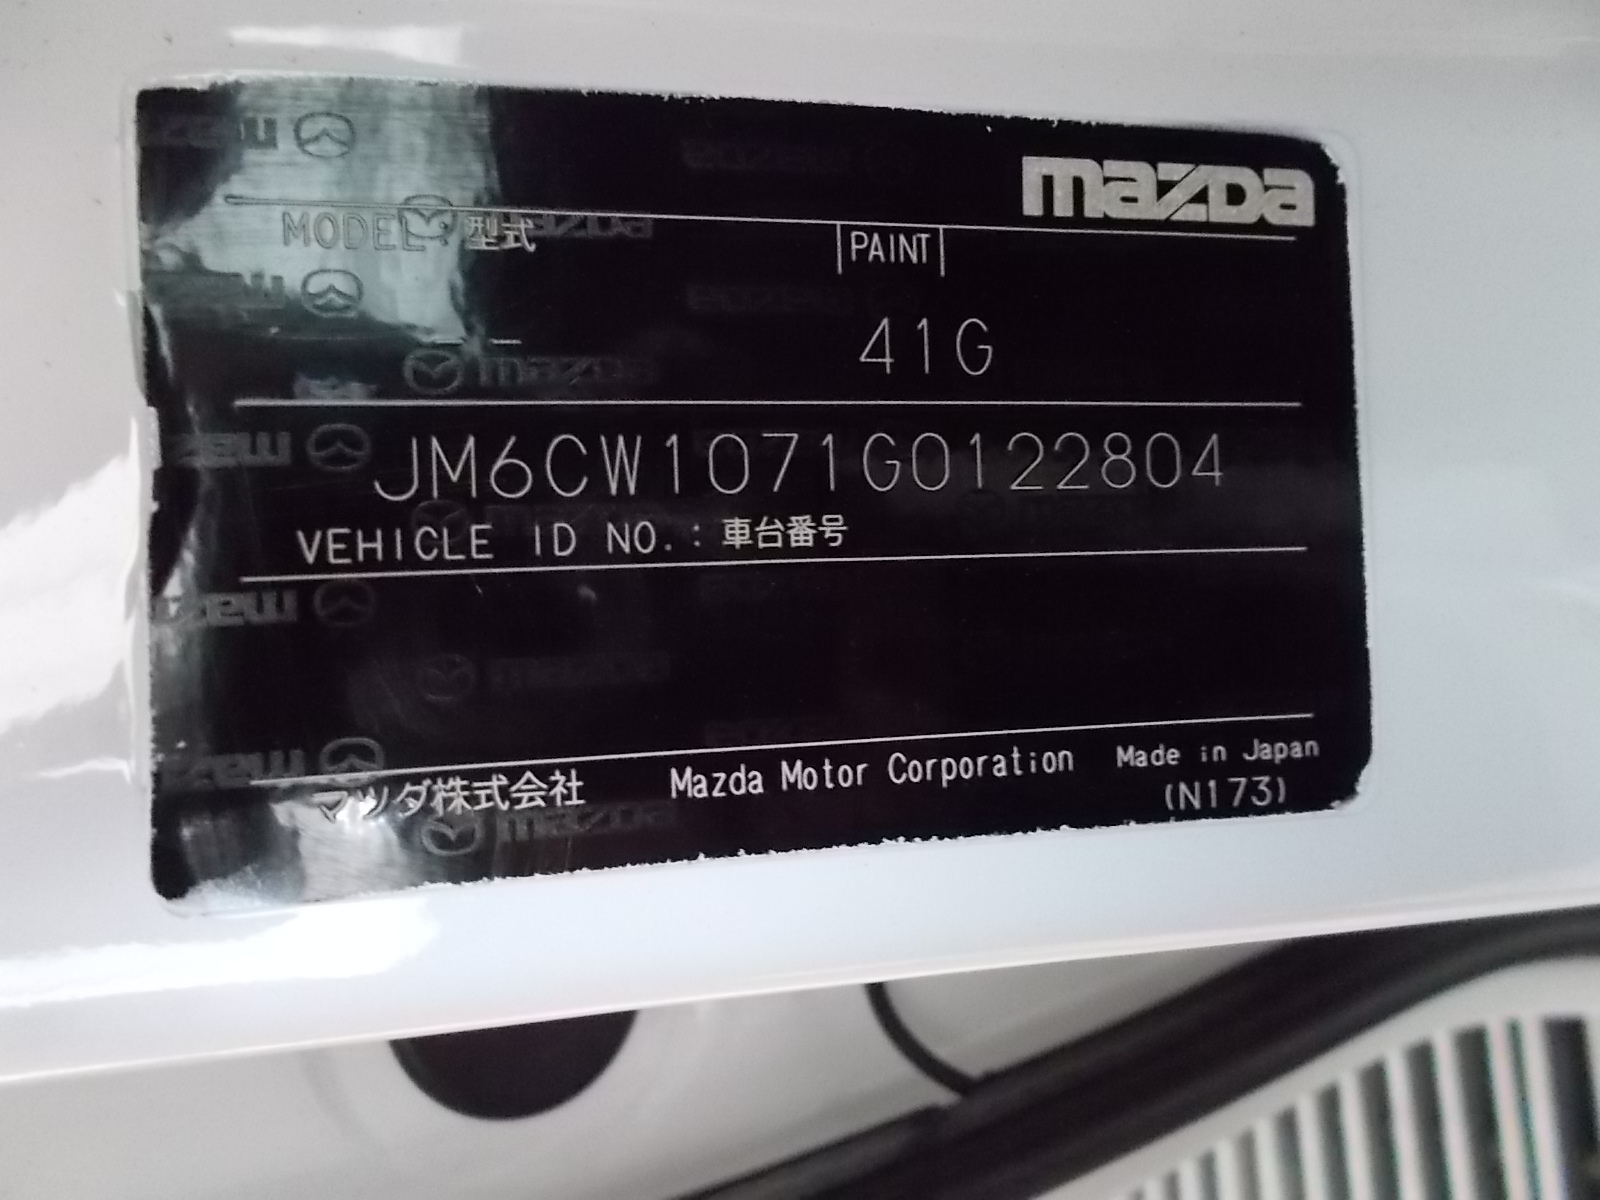 mazda
MODEL : 型式
PAINT
41G
JM6CW1071G0122804
VEHICLE ID NO. : 車台番号
マツダ株式会社 Mazda Motor Corporation Made in Japan
(N173)